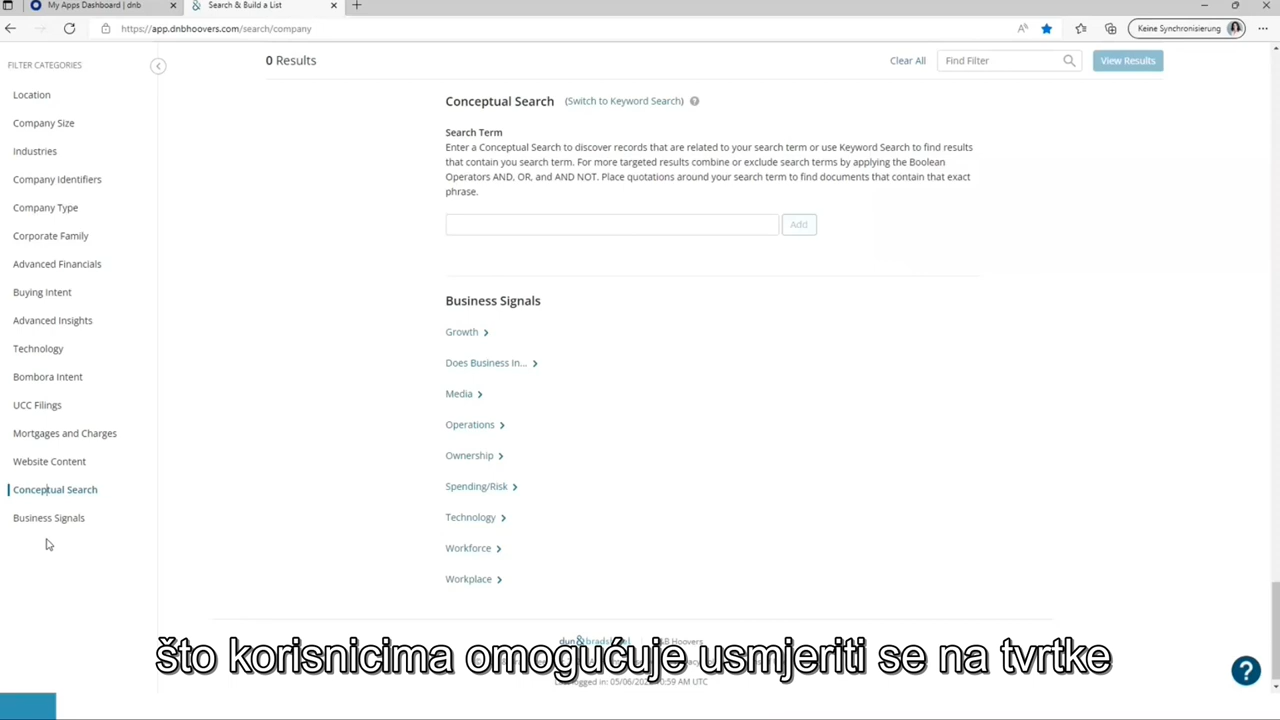 My Apps Dashboard | dnb
Search & Build a List
https://app.dnbhoovers.com/search/company
Keine Synchronisierung
FILTER CATEGORIES
Location
Company Size
Industries
Company Identifiers
Company Type
Corporate Family
Advanced Financials
Buying Intent
Advanced Insights
Technology
Bombora Intent
UCC Filings
Mortgages and Charges
Website Content
Conceptual Search
Business Signals
0 Results
Clear All
Find Filter
View Results
Conceptual Search (Switch to Keyword Search) ?
Search Term
Enter a Conceptual Search to discover records that are related to your search term or use Keyword Search to find results
that contain you search term. For more targeted results combine or exclude search terms by applying the Boolean
Operators AND, OR, and AND NOT. Place quotations around your search term to find documents that contain that exact
phrase.
Add
Business Signals
Growth
Does Business In...
Media
Operations
Ownership
Spending/Risk
Technology
Workforce
Workplace
Hoovers
što korisnicima omogućuje usmjeriti se na tvrtke
05/06 0:59 AM UTC
?